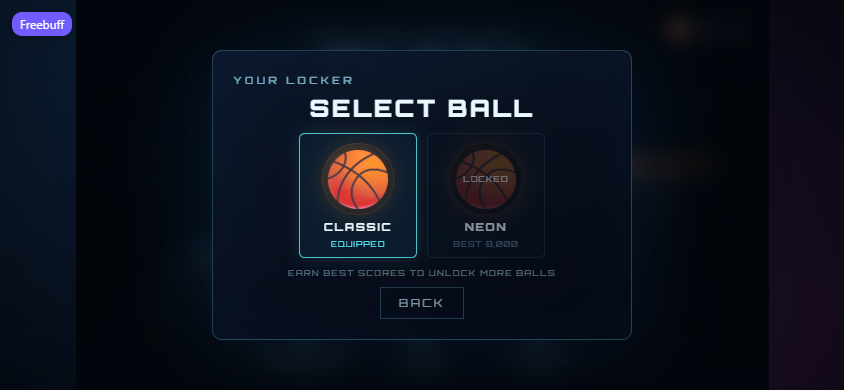 Freebuff
YOUR LOCKER
SELECT BALL
LOCKED
CLASSIC
NEON
EQUIPPED
BEST 8,000
EARN BEST SCORES TO UNLOCK MORE BALLS
BACK